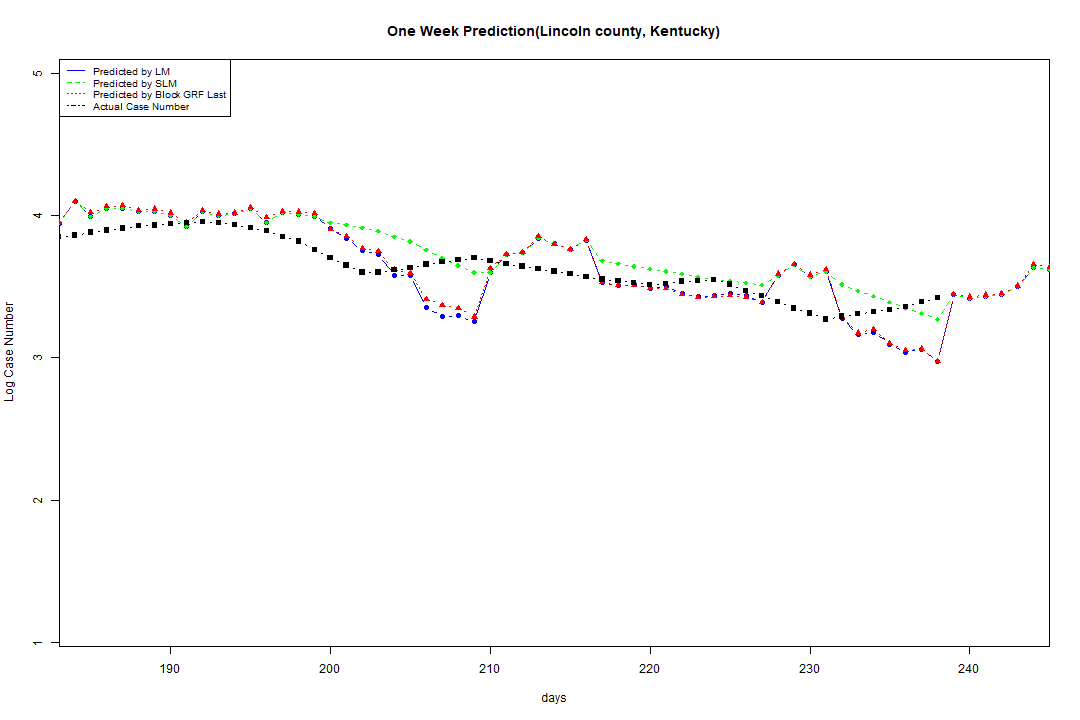 One Week Prediction(Lincoln county, Kentucky)
Predicted by LM
Predicted by SLM
Predicted by Block GRF Last
Actual Case Number
5
4
3
2
1
Log Case Number
190
200
210
220
230
240
days